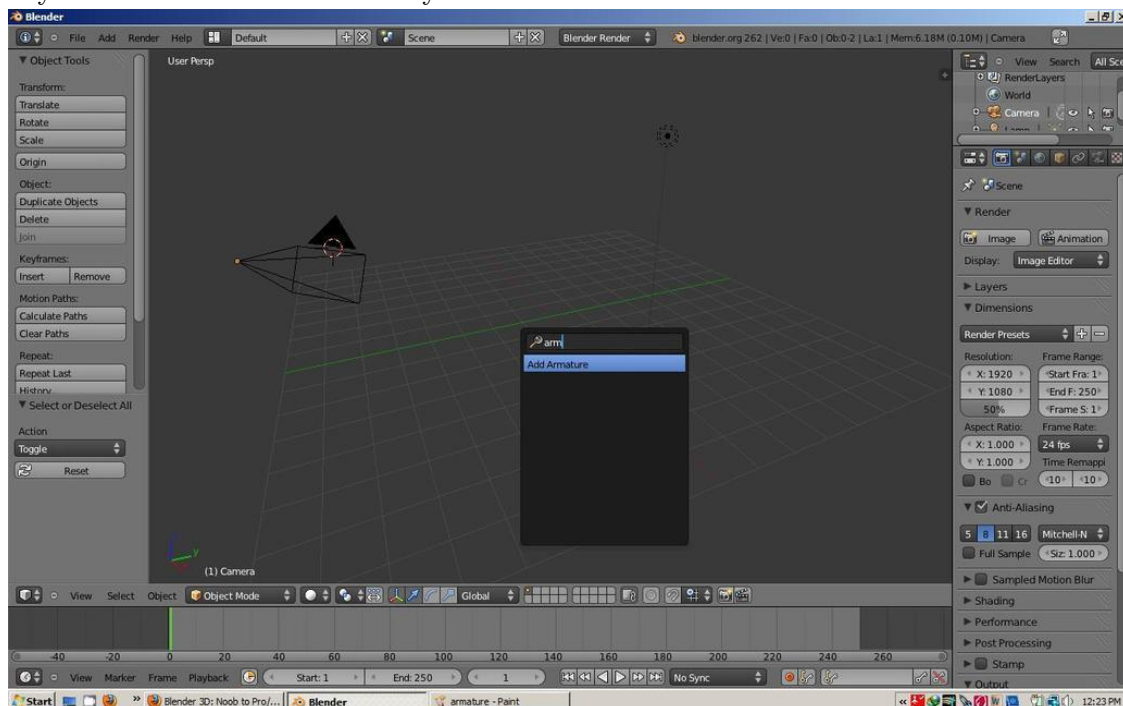 Blender
File Add Render Help Default Scene Blender Render blender.org 262 | Ve:0 | Fa:0 | Ob:0-2 | La:1 | Mem:6.18M (0.10M) | Camera
Object Tools
Transform:
Translate
Rotate
Scale
Origin
Object:
Duplicate Objects
Delete
Join
Keyframes:
Insert Remove
Motion Paths:
Calculate Paths
Clear Paths
Repeat:
Repeat Last
History
Select or Deselect All
Action
Toggle
Reset
User Persp
arm
Add Armature
y
(1) Camera
View Search All Sce
RenderLayers
World
Camera
Lamp
Scene
Render
Image Animation
Display: Image Editor
Layers
Dimensions
Render Presets
Resolution: Frame Range:
X: 1920 Start Fra: 1
Y: 1080 End F: 250
50% Frame S: 1
Aspect Ratio: Frame Rate:
X: 1.000 24 fps
Y: 1.000 Time Remappi
Bo Cr 10 10
Anti-Aliasing
5 8 11 16 Mitchell-N
Full Sample Siz: 1.000
Sampled Motion Blur
Shading
Performance
Post Processing
Stamp
Output
View Select Object Object Mode Global
-40 -20 0 20 40 60 80 100 120 140 160 180 200 220 240 260
View Marker Frame Playback Start: 1 End: 250 1 No Sync
Start » Blender 3D: Noob to Pro/... Blender armature - Paint « 12:23 PM